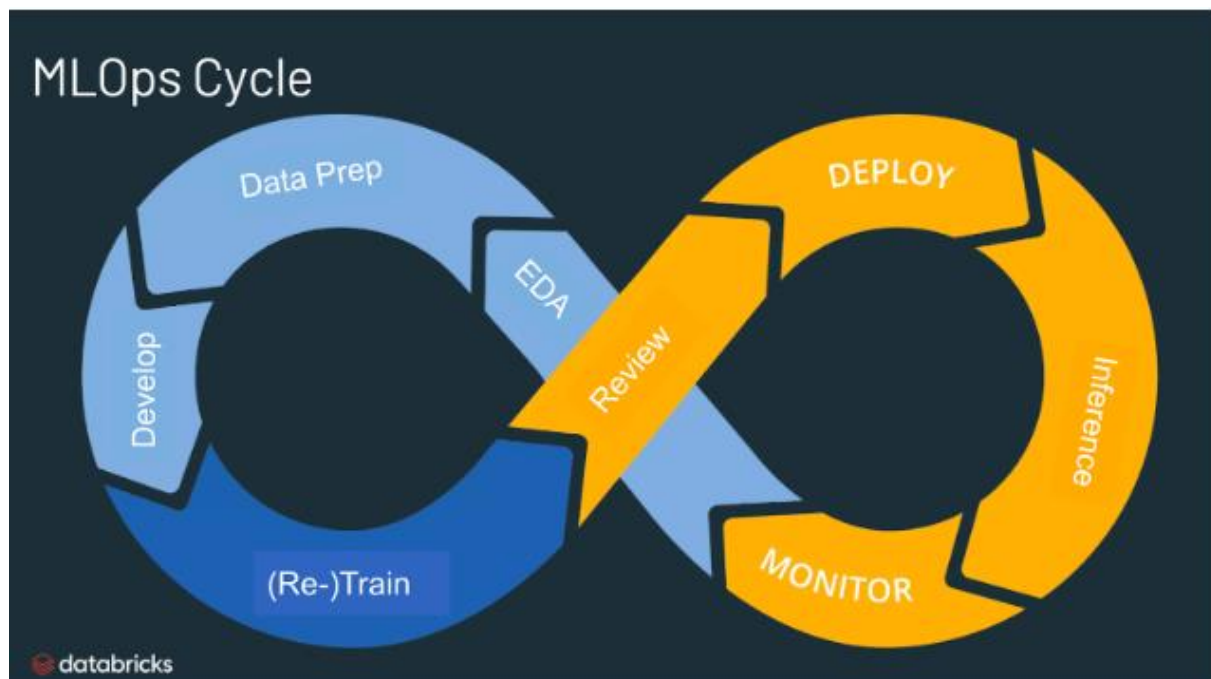 MLOps Cycle
Data Prep
DEPLOY
EDA
Review
Develop
Inference
(Re-)Train
MONITOR
databricks